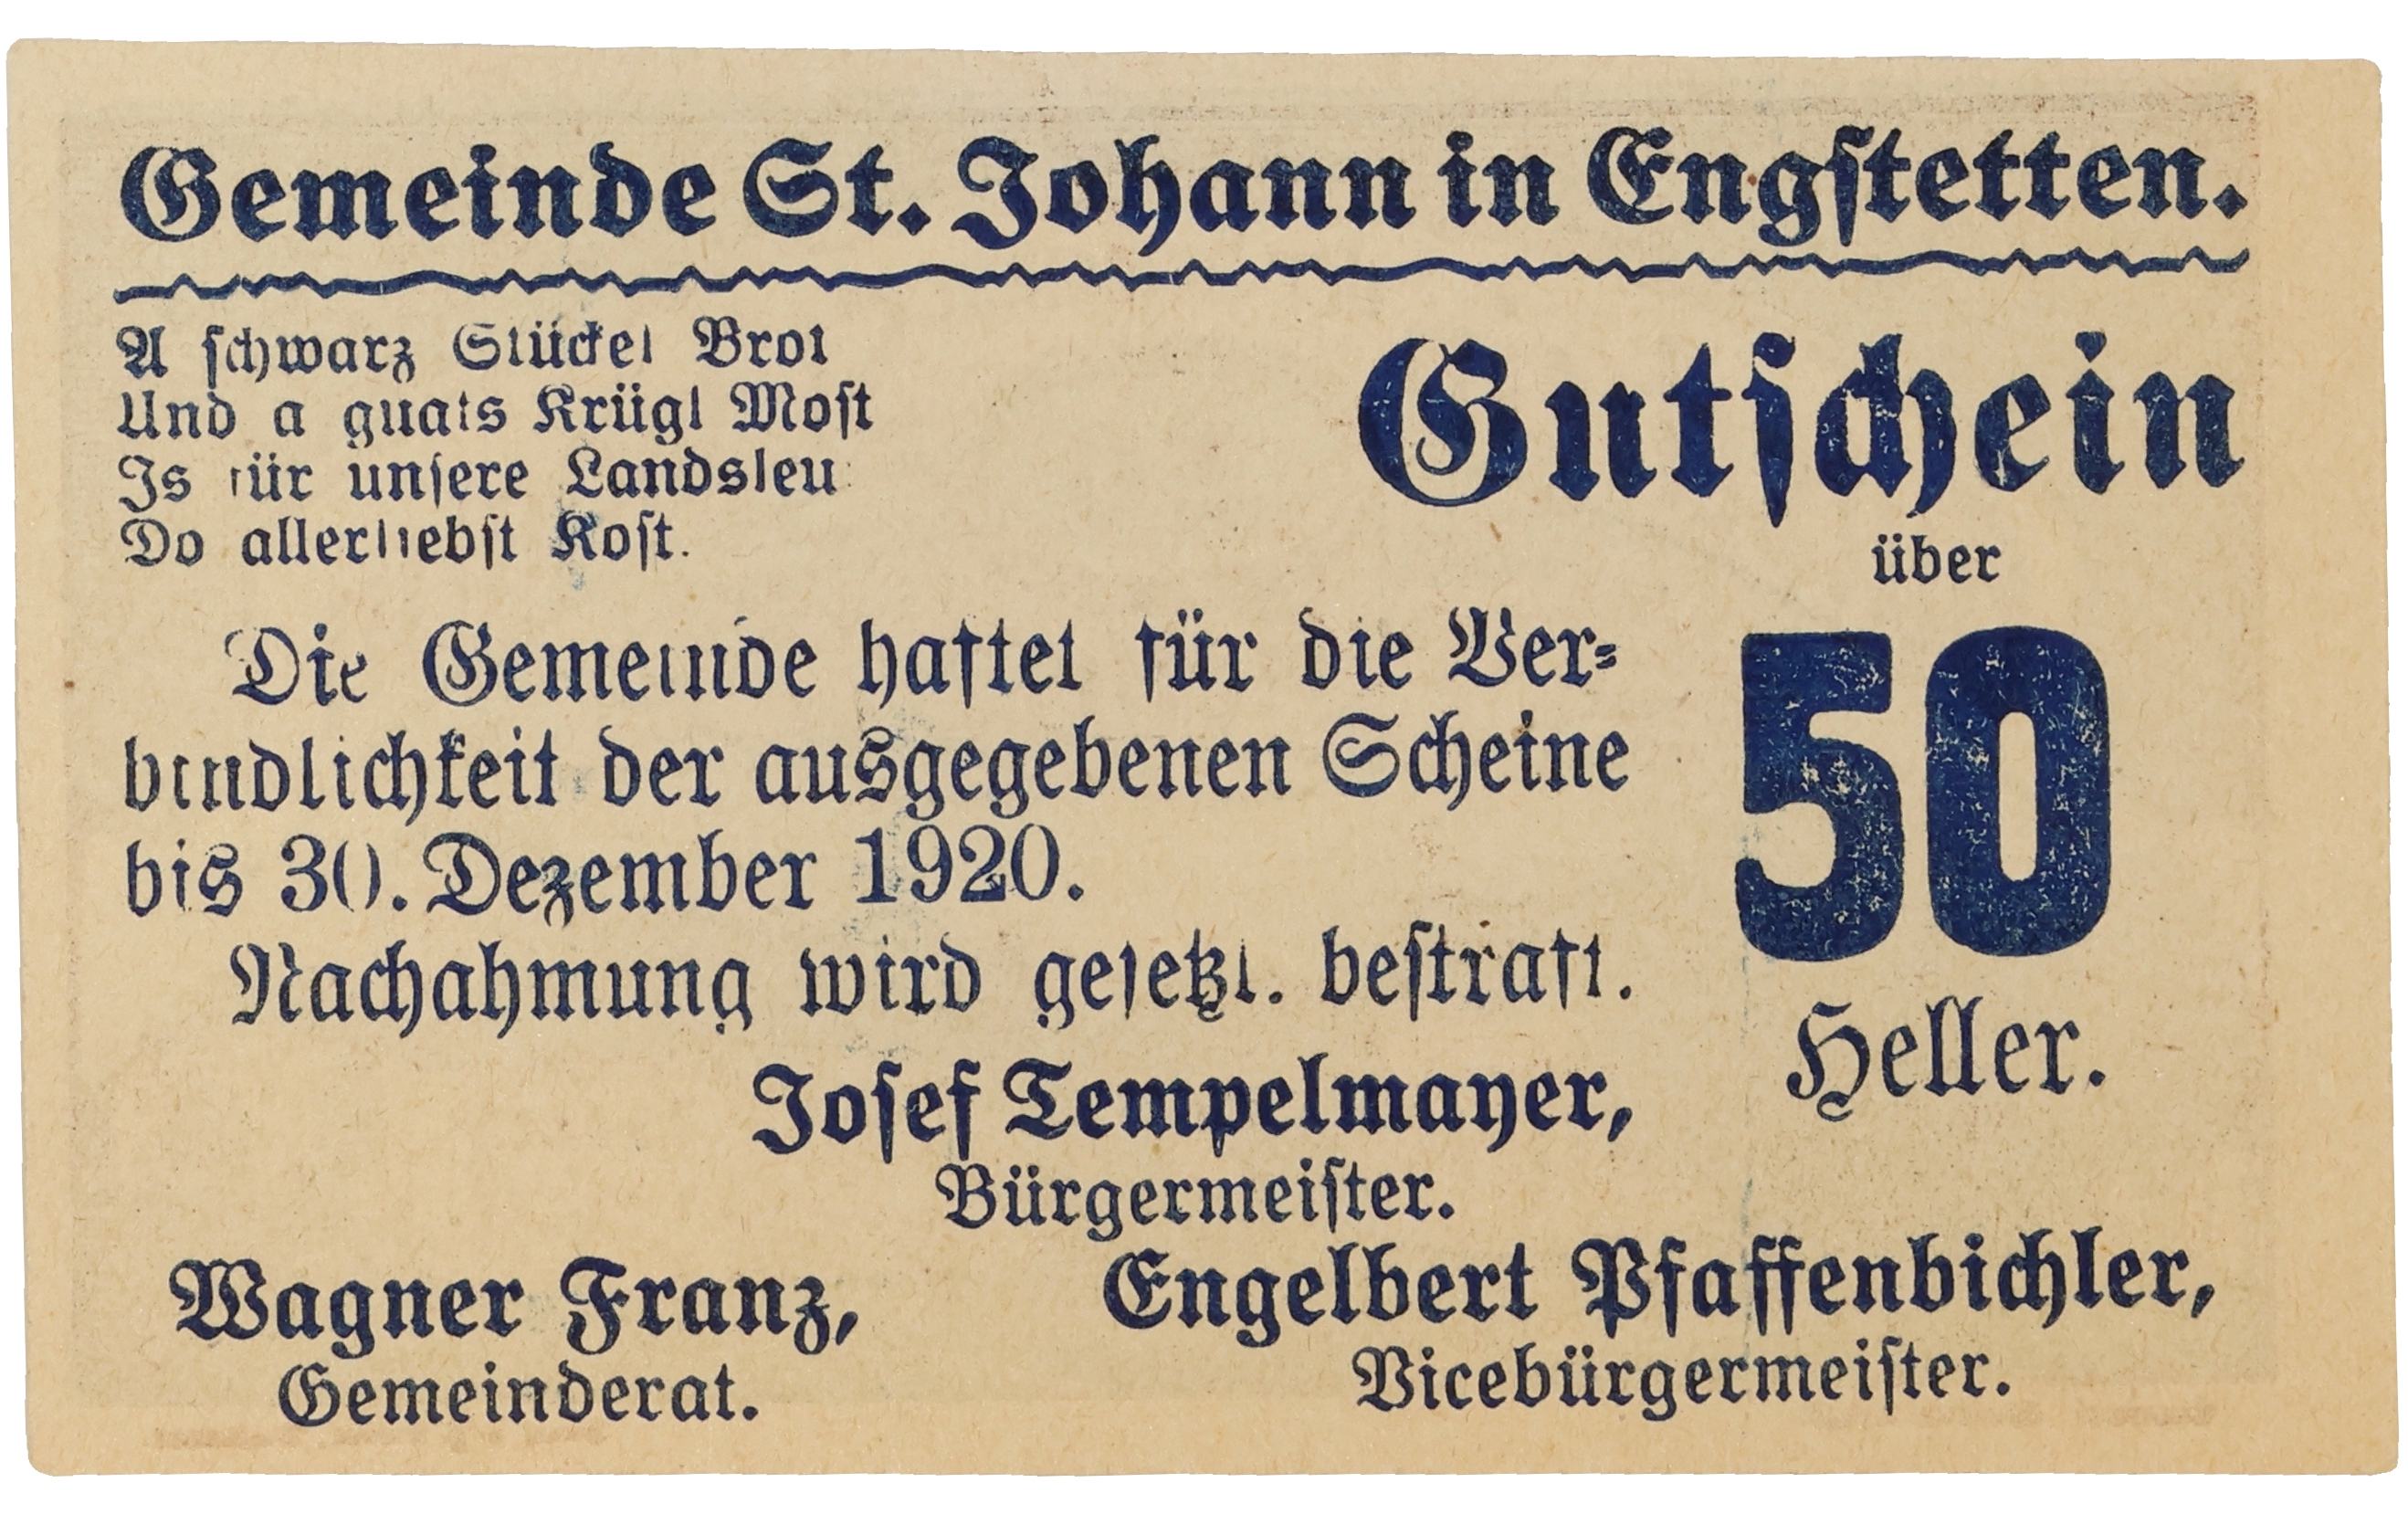 Gemeinde St. Johann in Engstetten.
A schwarz Stückel Brot
Und a guats Krügl Most
Is für unsere Landsleut
Do allerliebst Kost.
Gutschein
über
50
Heller.
Die Gemeinde haftet für die Ver-
bindlichkeit der ausgegebenen Scheine
bis 30. Dezember 1920.
Nachahmung wird gesetzl. bestraft.
Josef Tempelmayer,
Bürgermeister.
Wagner Franz,
Gemeinderat.
Engelbert Pfaffenbichler,
Vicebürgermeister.